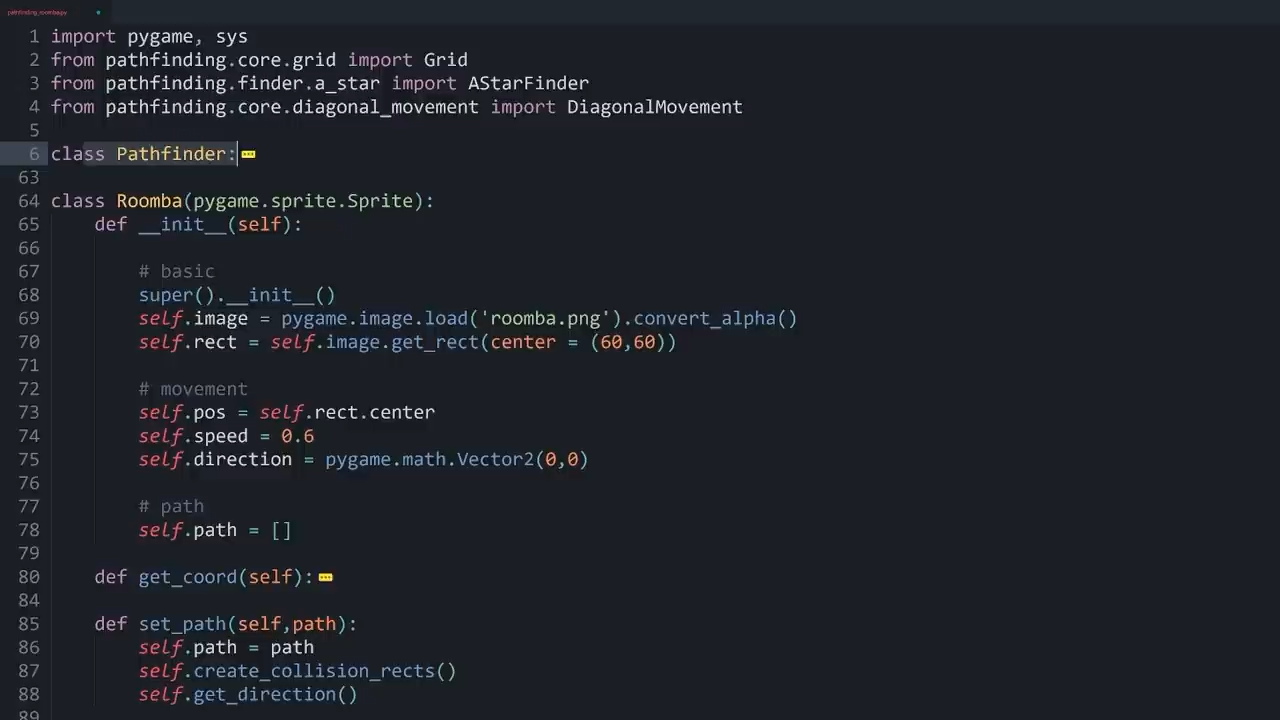 pathfinding_roomba.py
1 import pygame, sys
2 from pathfinding.core.grid import Grid
3 from pathfinding.finder.a_star import AStarFinder
4 from pathfinding.core.diagonal_movement import DiagonalMovement
5
6 class Pathfinder:
63
64 class Roomba(pygame.sprite.Sprite):
65 def __init__(self):
66
67 # basic
68 super().__init__()
69 self.image = pygame.image.load('roomba.png').convert_alpha()
70 self.rect = self.image.get_rect(center = (60,60))
71
72 # movement
73 self.pos = self.rect.center
74 self.speed = 0.6
75 self.direction = pygame.math.Vector2(0,0)
76
77 # path
78 self.path = []
79
80 def get_coord(self):
84
85 def set_path(self,path):
86 self.path = path
87 self.create_collision_rects()
88 self.get_direction()
89